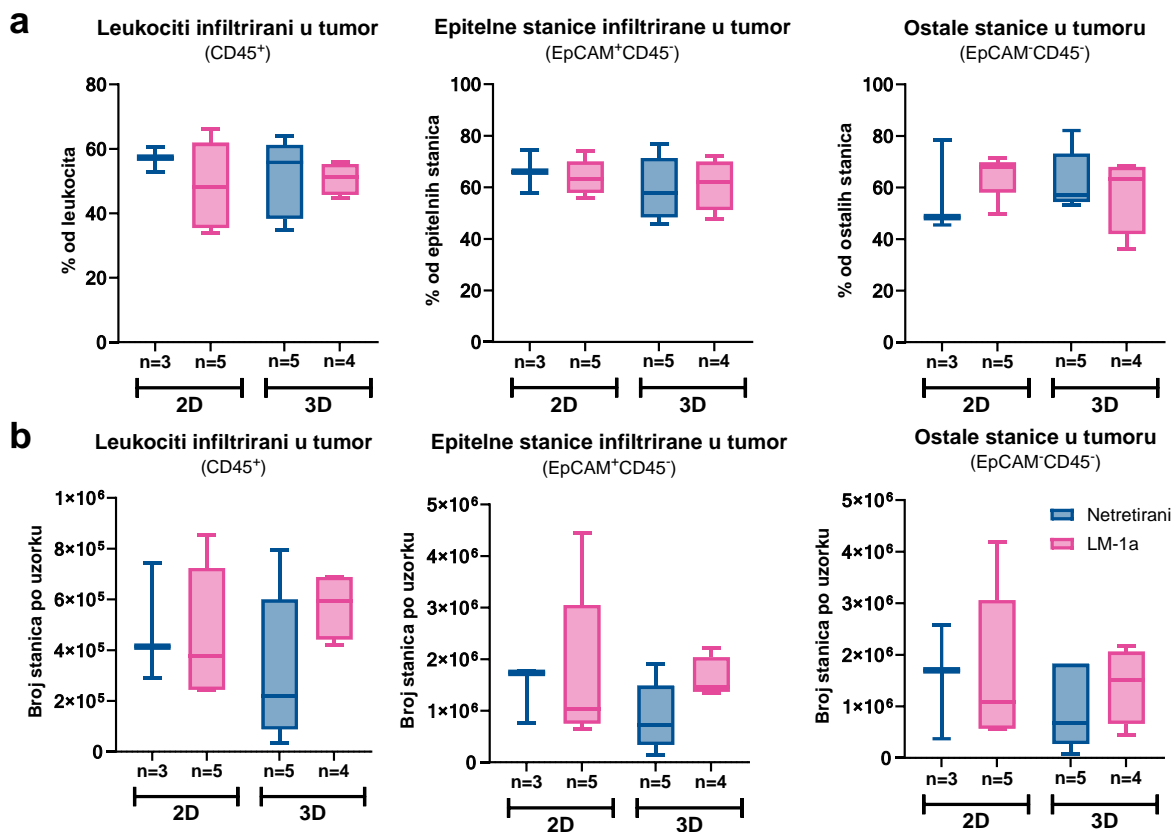 a
Leukociti infiltrirani u tumor
(CD45⁺)
% od leukocita
80
60
40
20
0
n=3 n=5 n=5 n=4
2D 3D
Epitelne stanice infiltrirane u tumor
(EpCAM⁺CD45⁻)
% od epitelnih stanica
100
80
60
40
20
0
n=3 n=5 n=5 n=4
2D 3D
Ostale stanice u tumoru
(EpCAM⁻CD45⁻)
% od ostalih stanica
100
80
60
40
20
0
n=3 n=5 n=5 n=4
2D 3D
b
Leukociti infiltrirani u tumor
(CD45⁺)
Broj stanica po uzorku
1×10⁶
8×10⁵
6×10⁵
4×10⁵
2×10⁵
0
n=3 n=5 n=5 n=4
2D 3D
Epitelne stanice infiltrirane u tumor
(EpCAM⁺CD45⁻)
Broj stanica po uzorku
5×10⁶
4×10⁶
3×10⁶
2×10⁶
1×10⁶
0
n=3 n=5 n=5 n=4
2D 3D
Ostale stanice u tumoru
(EpCAM⁻CD45⁻)
Broj stanica po uzorku
5×10⁶
4×10⁶
3×10⁶
2×10⁶
1×10⁶
0
n=3 n=5 n=5 n=4
2D 3D
Netretirani
LM-1a